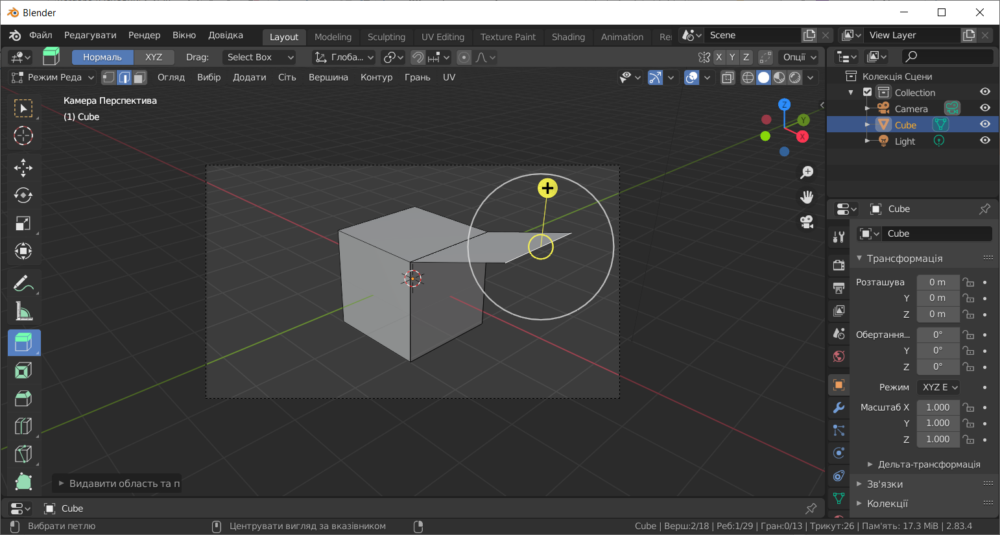 Blender
Файл Редагувати Рендер Вікно Довідка Layout Modeling Sculpting UV Editing Texture Paint Shading Animation Re Scene View Layer
Нормаль XYZ Drag: Select Box Глоба... X Y Z Опції
Режим Реда Огляд Вибір Додати Сіть Вершина Контур Грань UV
Камера Перспектива
(1) Cube
Z
Y
X
Колекція Сцени
Collection
Camera
Cube
Light
Cube
Cube
Трансформація
Розташува 0 m
Y 0 m
Z 0 m
Обертання... 0°
Y 0°
Z 0°
Режим XYZ E
Масштаб X 1.000
Y 1.000
Z 1.000
Дельта-трансформація
Зв'язки
Колекції
Видавити область та п
Cube
Вибрати петлю Центрувати вигляд за вказівником Cube | Верш:2/18 | Реб:1/29 | Гран:0/13 | Трикут:26 | Пам'ять: 17.3 MiB | 2.83.4